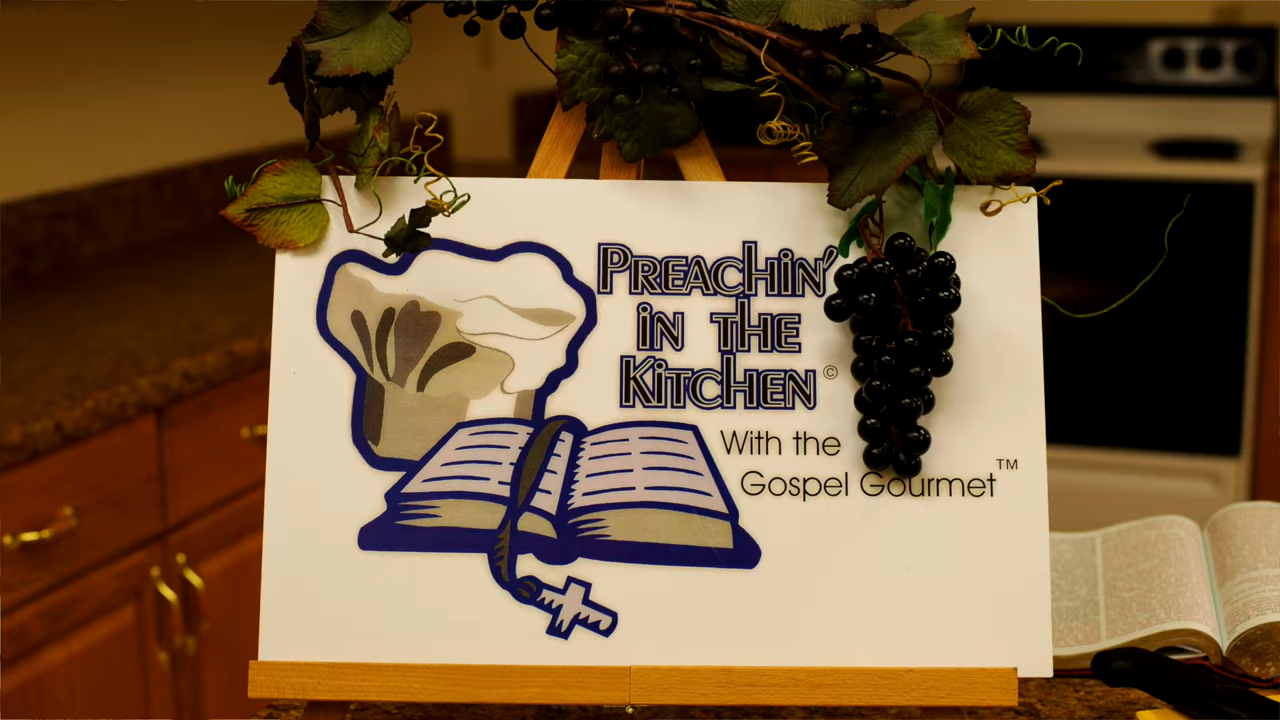 Preachin'
in the
Kitchen ©
With the
Gospel Gourmet™